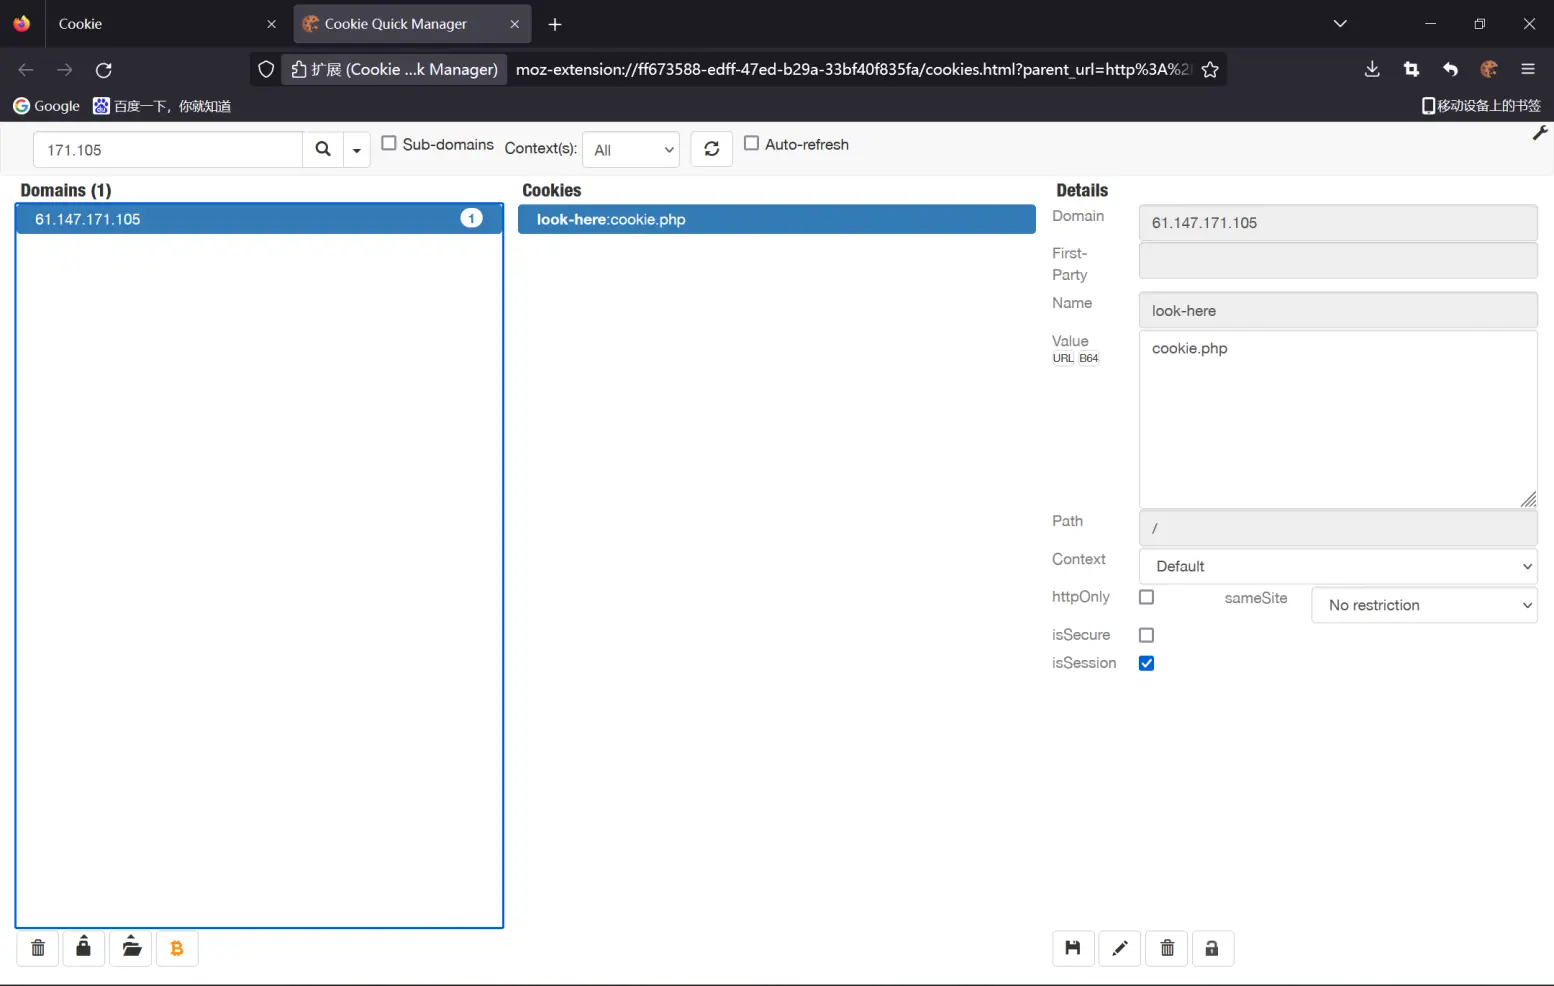 Cookie
Cookie Quick Manager
扩展 (Cookie ...k Manager)
moz-extension://ff673588-edff-47ed-b29a-33bf40f835fa/cookies.html?parent_url=http%3A%2
Google
百度一下，你就知道
移动设备上的书签
171.105
Sub-domains
Context(s):
All
Auto-refresh
Domains (1)
61.147.171.105
1
Cookies
look-here:cookie.php
Details
Domain
61.147.171.105
First-
Party
Name
look-here
Value
URL B64
cookie.php
Path
/
Context
Default
httpOnly
sameSite
No restriction
isSecure
isSession